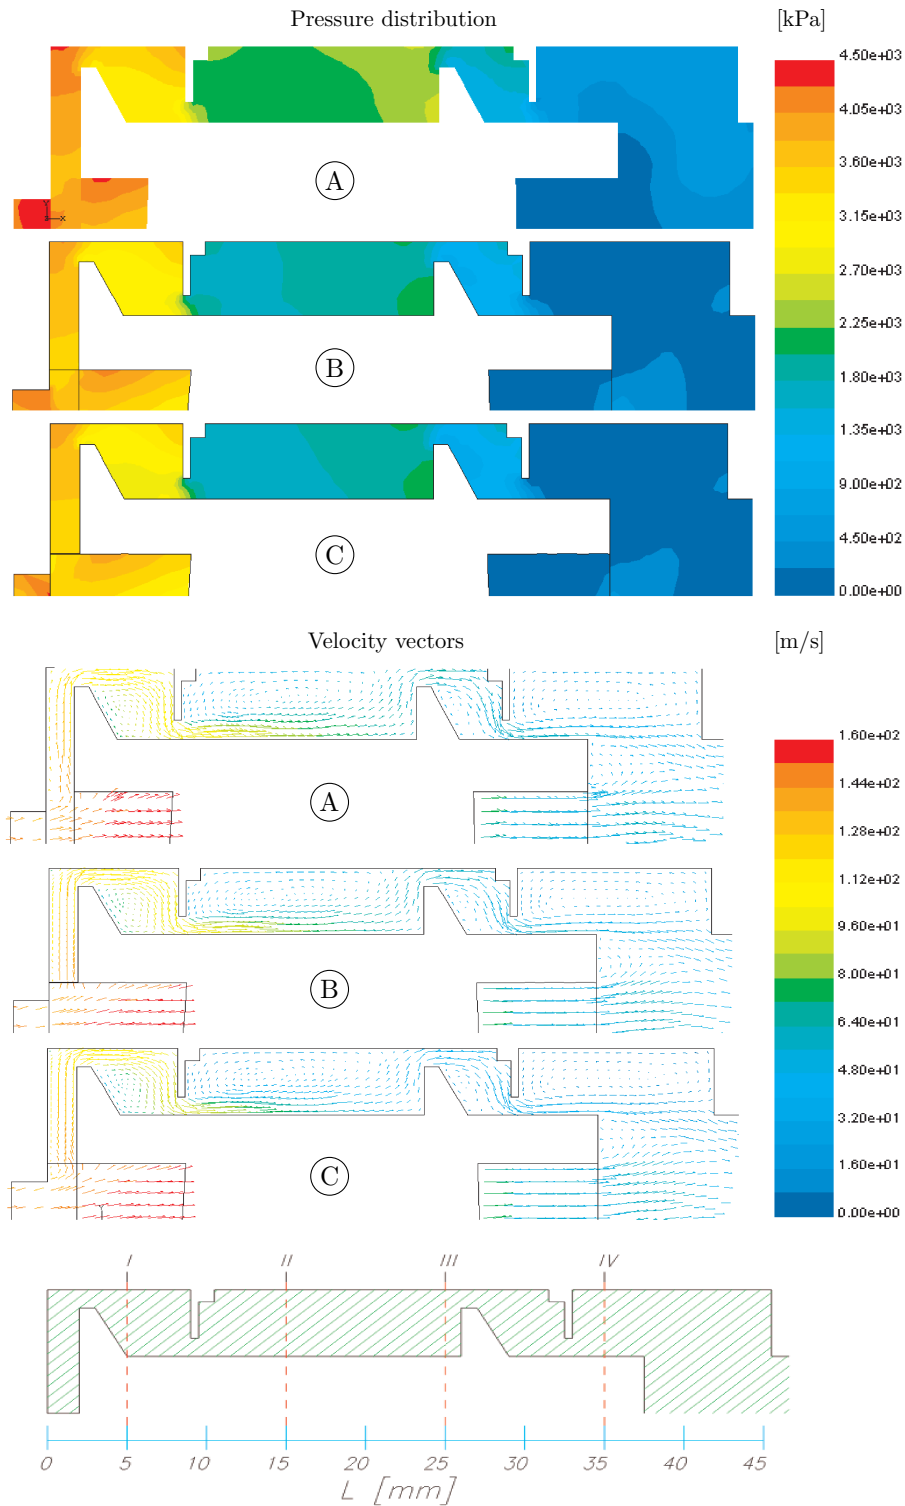 Pressure distribution [kPa]
4.50e+03
4.05e+03
3.60e+03
3.15e+03
2.70e+03
2.25e+03
1.80e+03
1.35e+03
9.00e+02
4.50e+02
0.00e+00
A
Y
X
B
C
Velocity vectors [m/s]
1.60e+02
1.44e+02
1.28e+02
1.12e+02
9.60e+01
8.00e+01
6.40e+01
4.80e+01
3.20e+01
1.60e+01
0.00e+00
A
B
C
I II III IV
0 5 10 15 20 25 30 35 40 45
L [mm]